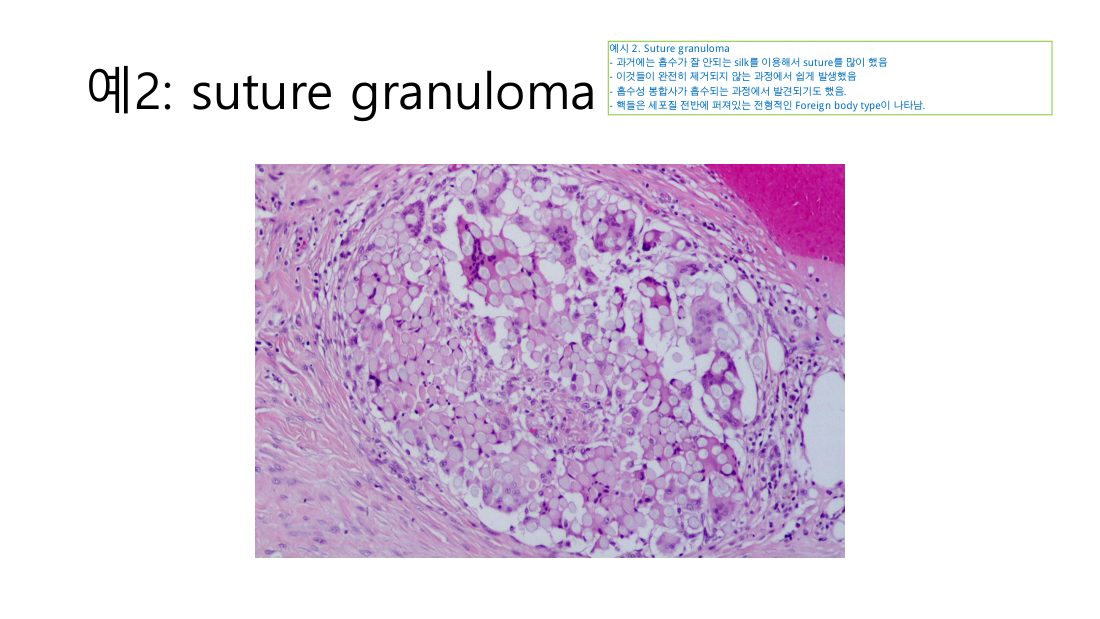 예2: suture granuloma
예시 2. Suture granuloma
- 과거에는 흡수가 잘 안되는 silk를 이용해서 suture를 많이 했음
- 이것들이 완전히 제거되지 않는 과정에서 쉽게 발생했음
- 흡수성 봉합사가 흡수되는 과정에서 발견되기도 했음.
- 핵들은 세포질 전반에 퍼져있는 전형적인 Foreign body type이 나타남.